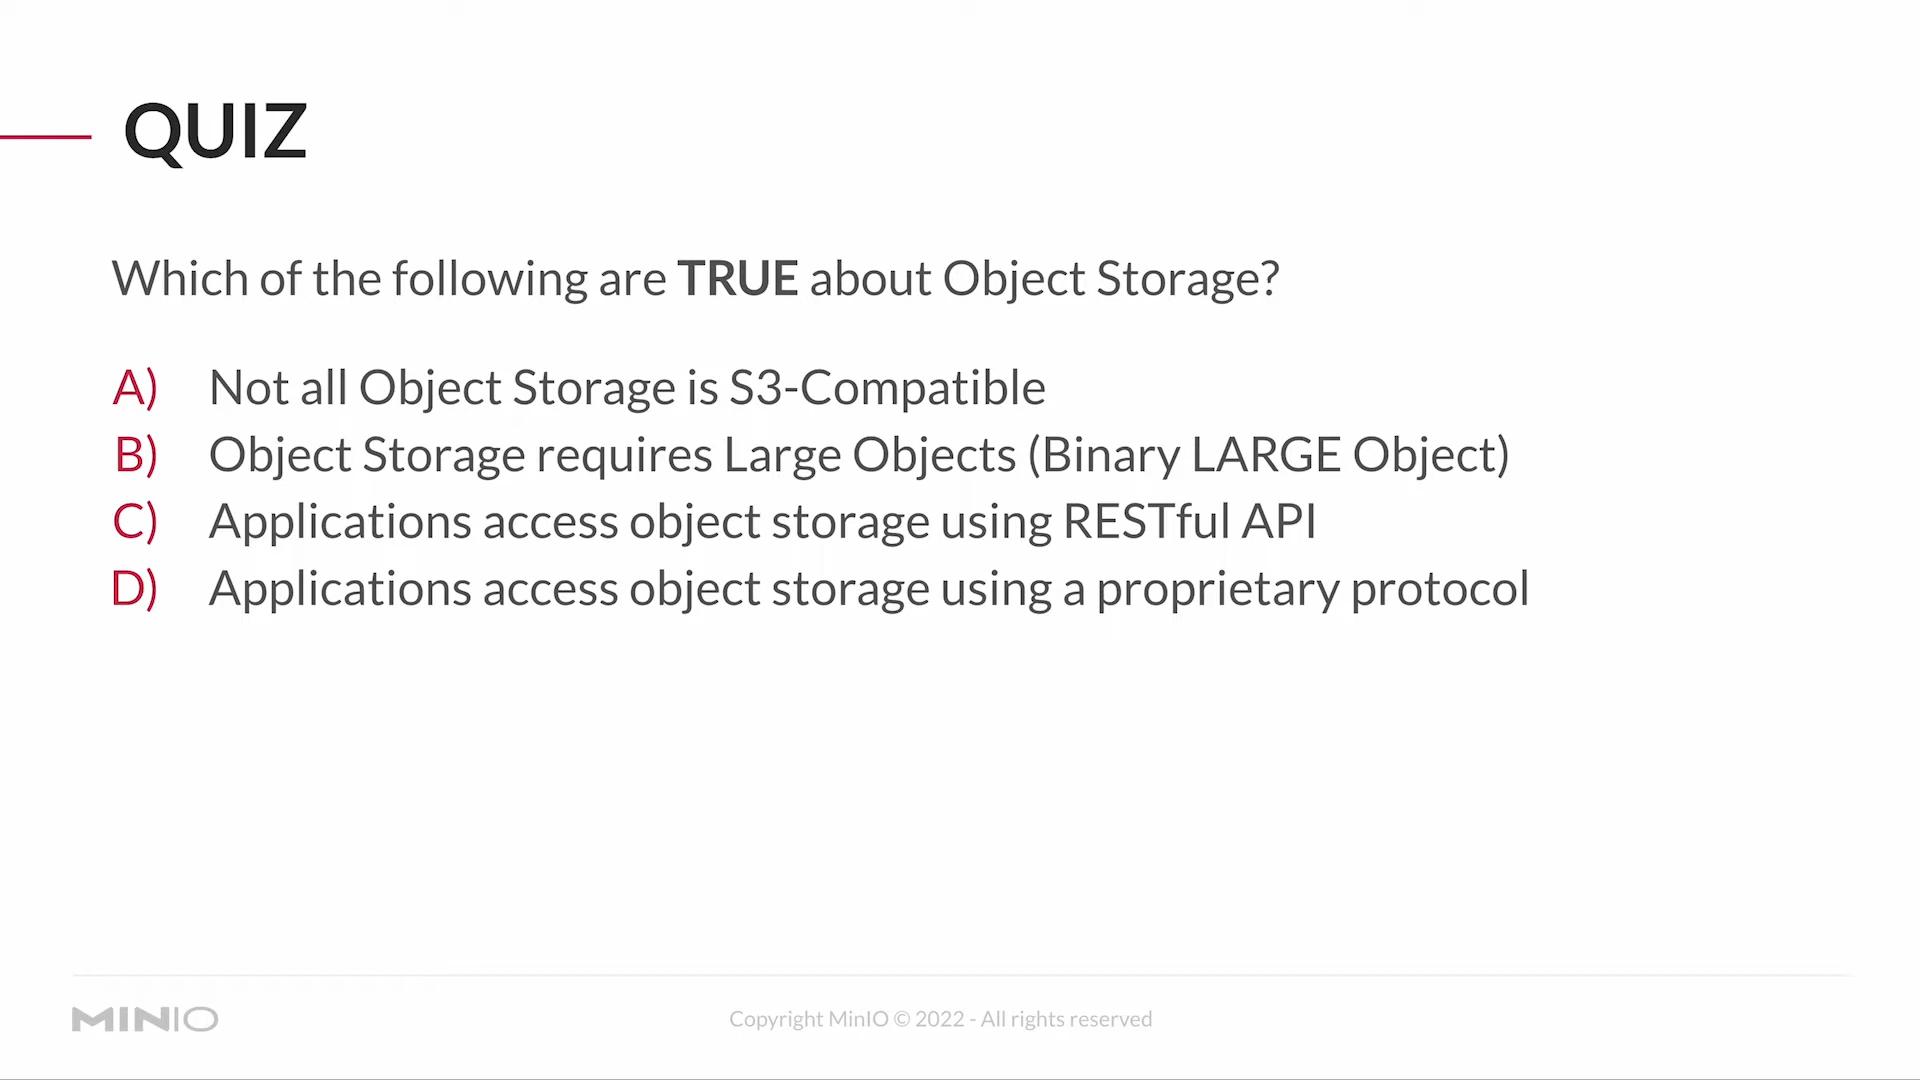 QUIZ
Which of the following are TRUE about Object Storage?
A) Not all Object Storage is S3-Compatible
B) Object Storage requires Large Objects (Binary LARGE Object)
C) Applications access object storage using RESTful API
D) Applications access object storage using a proprietary protocol
MINIO
Copyright MinIO © 2022 - All rights reserved